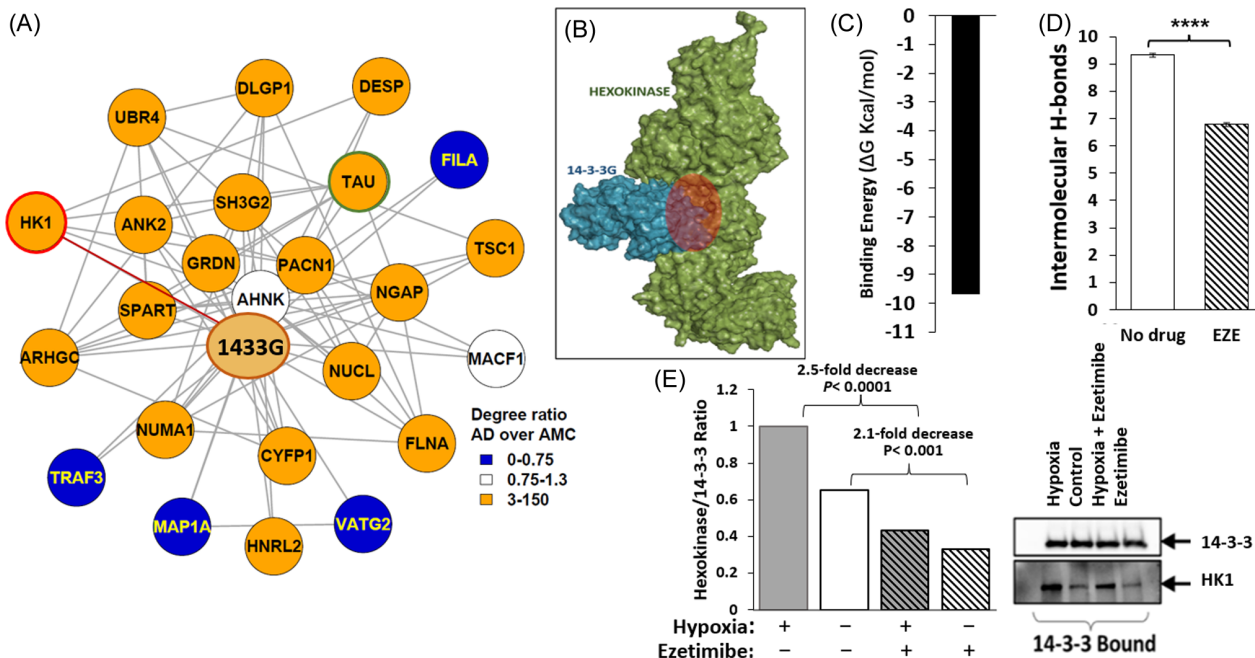 (A)
DLGP1
DESP
UBR4
FILA
TAU
SH3G2
HK1
ANK2
TSC1
GRDN
PACN1
NGAP
AHNK
SPART
1433G
ARHGC
MACF1
NUCL
NUMA1
FLNA
CYFP1
TRAF3
MAP1A
VATG2
HNRL2
Degree ratio
AD over AMC
0-0.75
0.75-1.3
3-150
(B)
HEXOKINASE
14-3-3G
(C)
Binding Energy (ΔG Kcal/mol)
0
-1
-2
-3
-4
-5
-6
-7
-8
-9
-10
-11
(D)
****
Intermolecular H-bonds
10
9
8
7
6
5
4
3
2
1
0
No drug EZE
(E)
2.5-fold decrease
P< 0.0001
2.1-fold decrease
P< 0.001
Hexokinase/14-3-3 Ratio
1.2
1
0.8
0.6
0.4
0.2
0
Hypoxia: + − + −
Ezetimibe: − − + +
Hypoxia
Control
Hypoxia + Ezetimibe
Ezetimibe
14-3-3
HK1
14-3-3 Bound